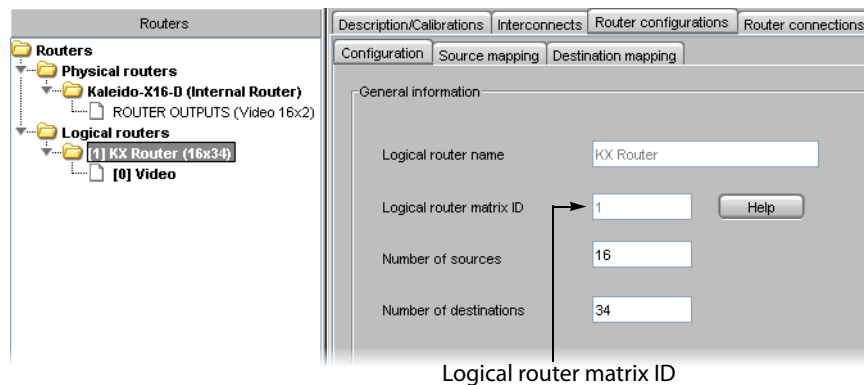 Routers
Routers
Physical routers
Kaleido-X16-D (Internal Router)
ROUTER OUTPUTS (Video 16x2)
Logical routers
[1] KX Router (16x34)
[0] Video
Description/Calibrations Interconnects Router configurations Router connections
Configuration Source mapping Destination mapping
General information
Logical router name KX Router
Logical router matrix ID 1 Help
Number of sources 16
Number of destinations 34
Logical router matrix ID